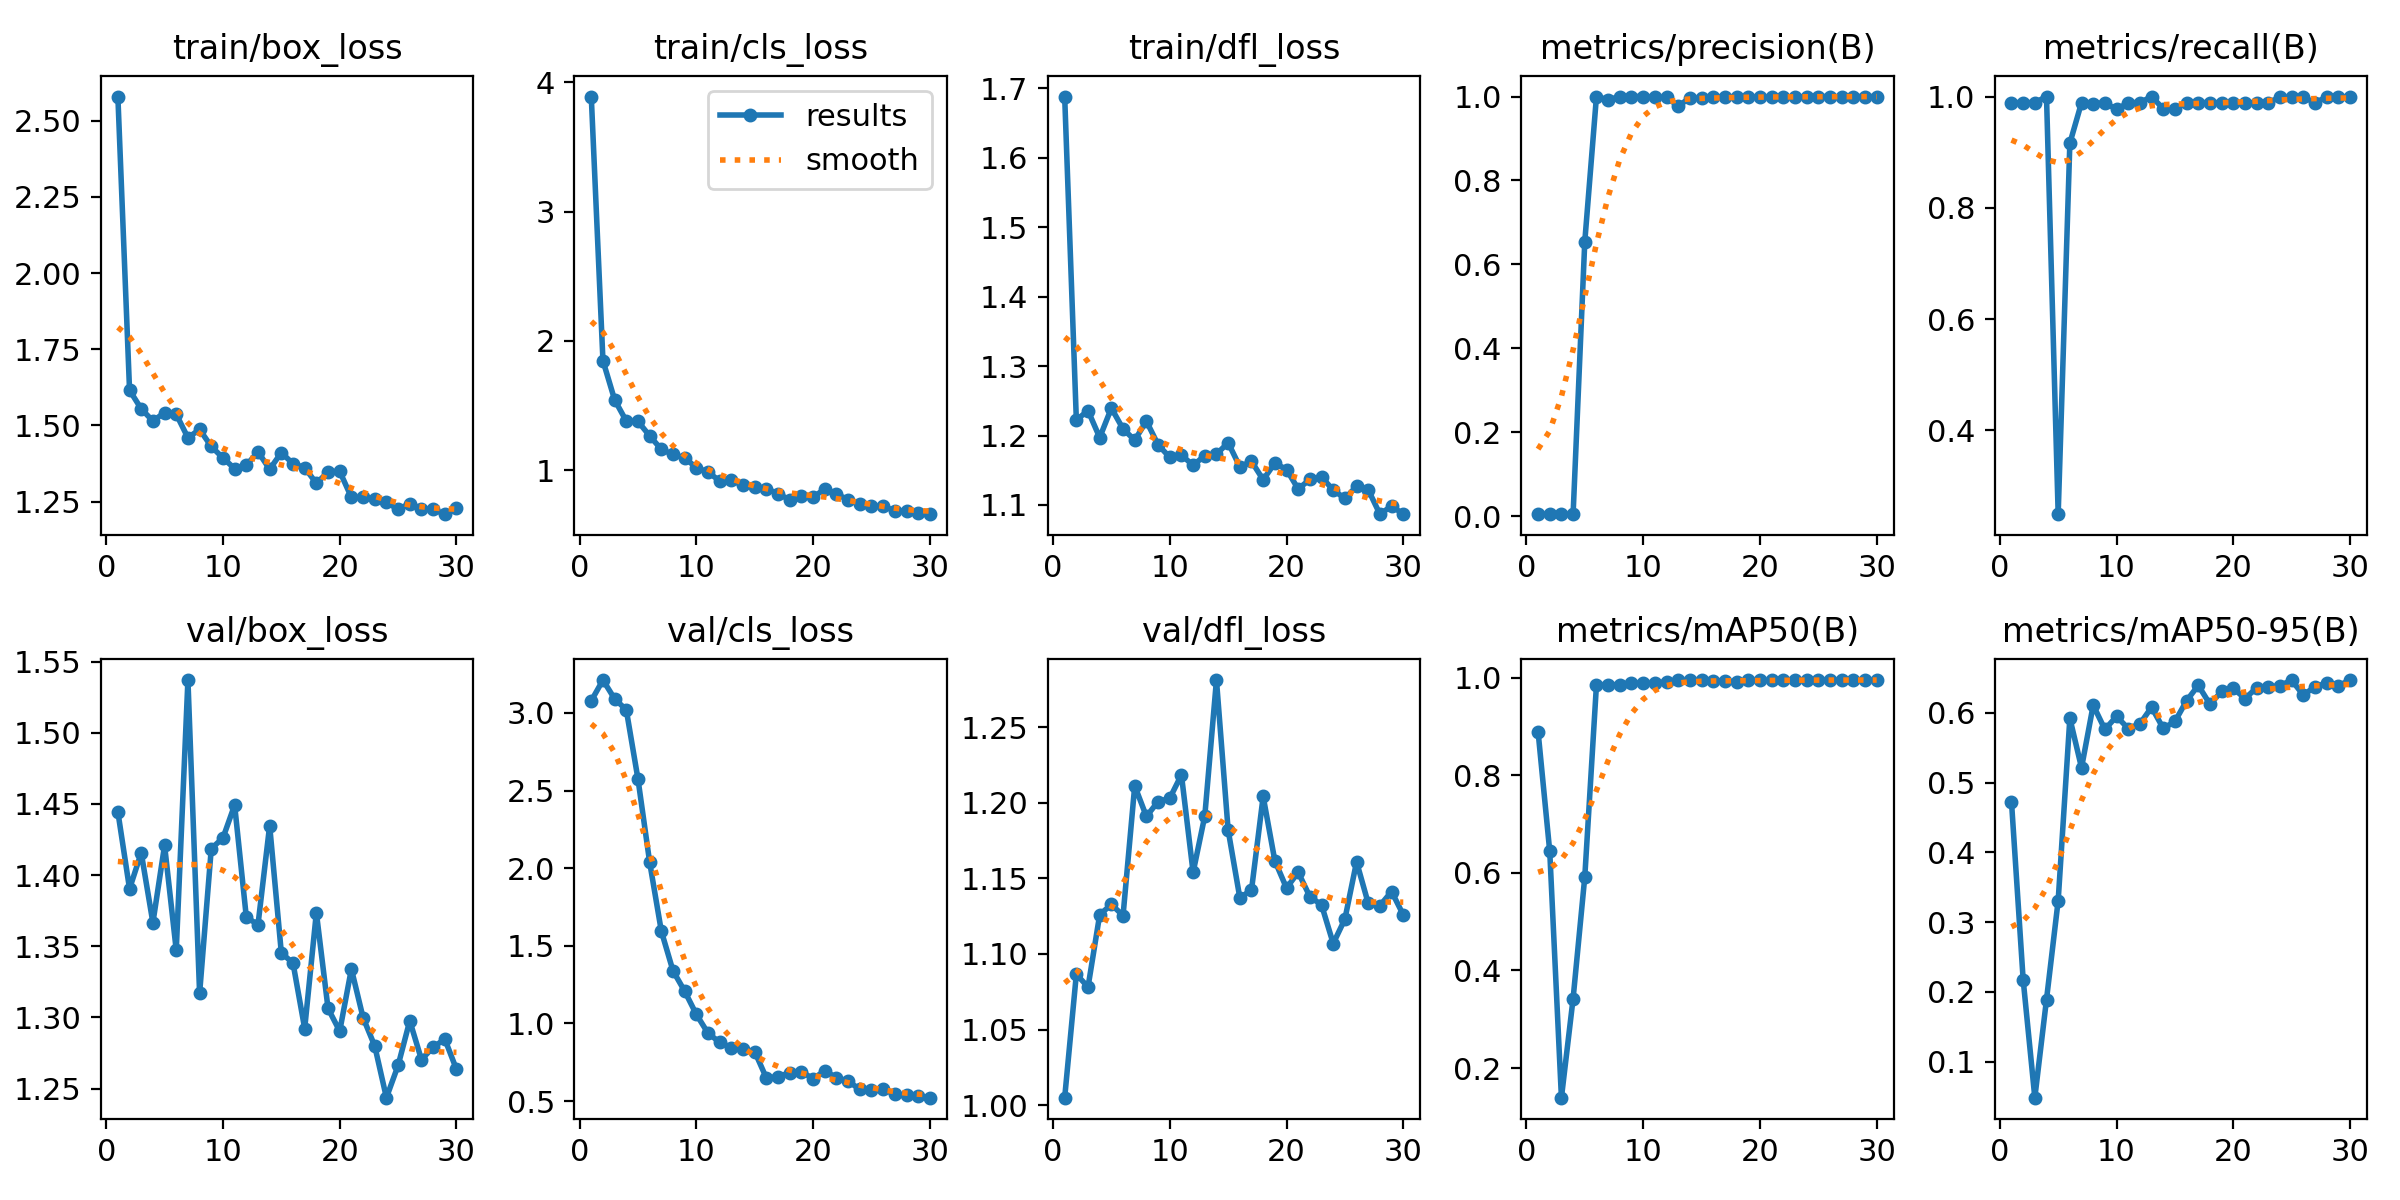 train/box_loss
2.50
2.25
2.00
1.75
1.50
1.25
0 10 20 30
train/cls_loss
results
smooth
4
3
2
1
0 10 20 30
train/dfl_loss
1.7
1.6
1.5
1.4
1.3
1.2
1.1
0 10 20 30
metrics/precision(B)
1.0
0.8
0.6
0.4
0.2
0.0
0 10 20 30
metrics/recall(B)
1.0
0.8
0.6
0.4
0 10 20 30
val/box_loss
1.55
1.50
1.45
1.40
1.35
1.30
1.25
0 10 20 30
val/cls_loss
3.0
2.5
2.0
1.5
1.0
0.5
0 10 20 30
val/dfl_loss
1.25
1.20
1.15
1.10
1.05
1.00
0 10 20 30
metrics/mAP50(B)
1.0
0.8
0.6
0.4
0.2
0 10 20 30
metrics/mAP50-95(B)
0.6
0.5
0.4
0.3
0.2
0.1
0 10 20 30